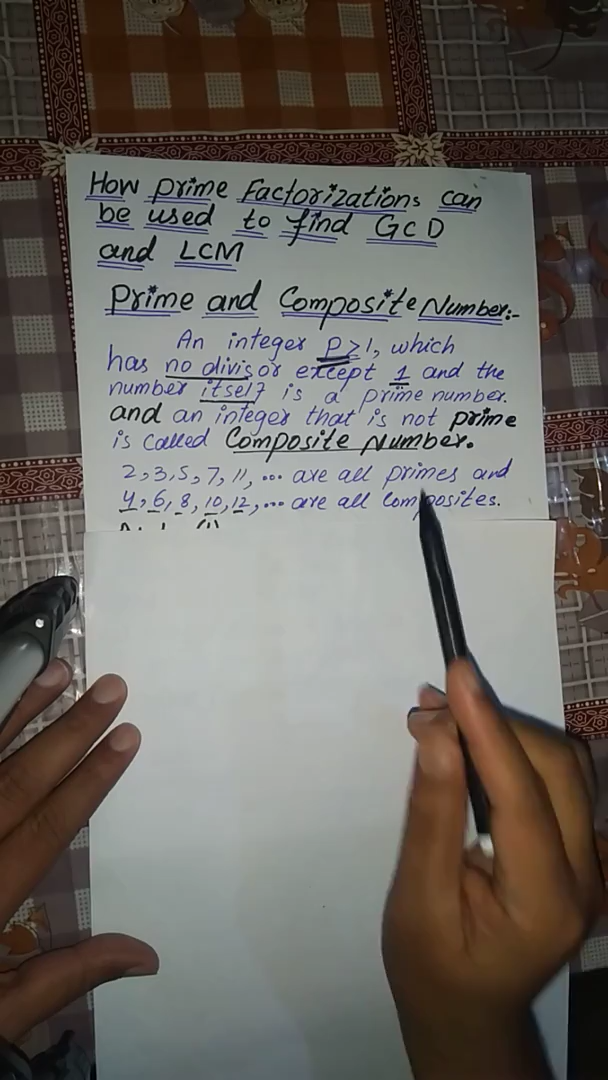 How prime Factorizations can
be used to find GCD
and LCM
Prime and Composite Number:-
An integer P≥1, which
has no divisor except 1 and the
number itself is a prime number.
and an integer that is not prime
is called Composite Number.
2,3,5,7,11,... are all primes and
4,6,8,10,12,... are all Composites.